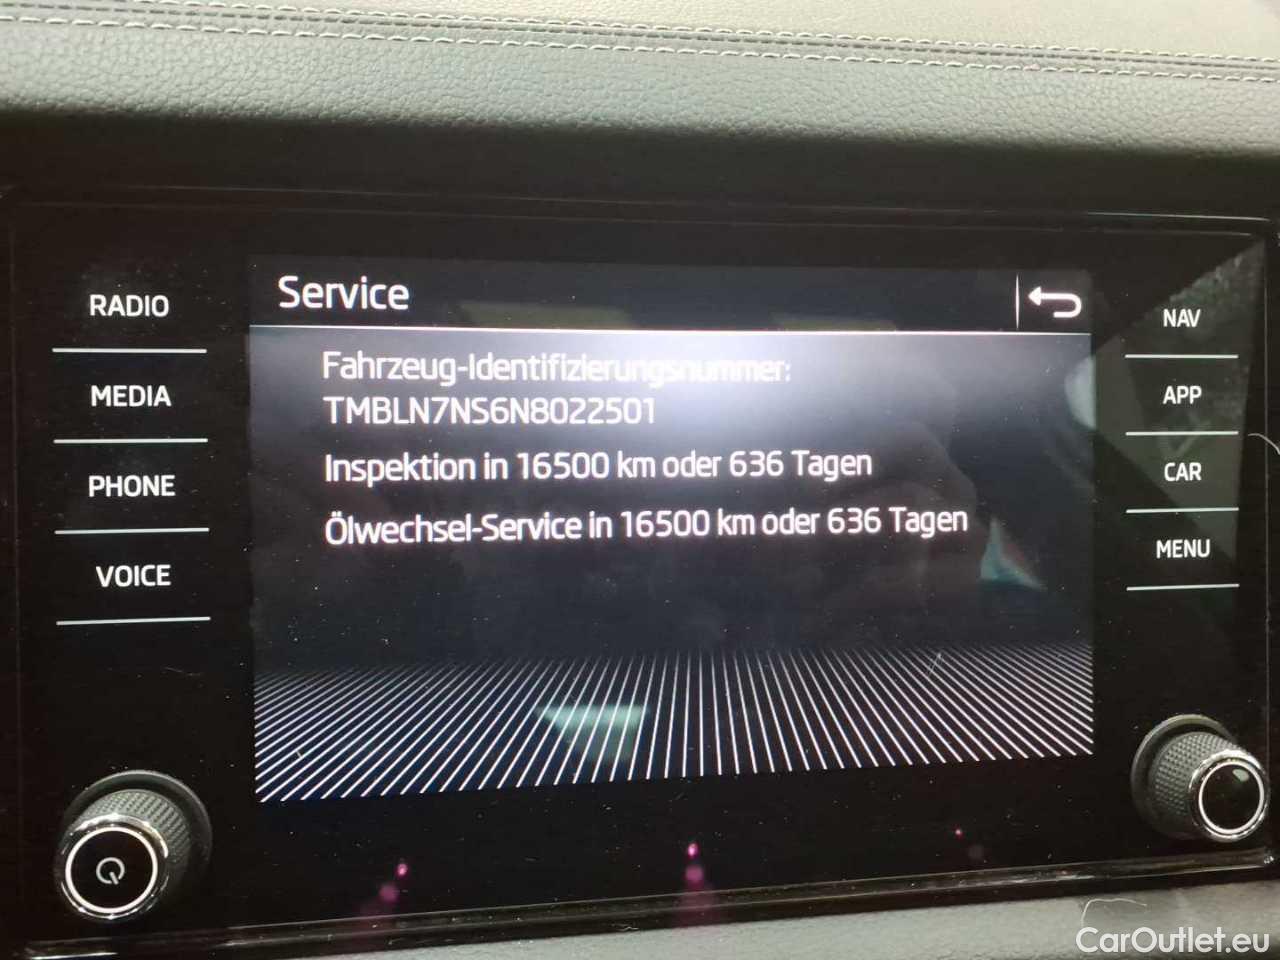 RADIO
MEDIA
PHONE
VOICE
Service
Fahrzeug-Identifizierungsnummer:
TMBLN7NS6N8022501
Inspektion in 16500 km oder 636 Tagen
Ölwechsel-Service in 16500 km oder 636 Tagen
NAV
APP
CAR
MENU
CarOutlet.eu